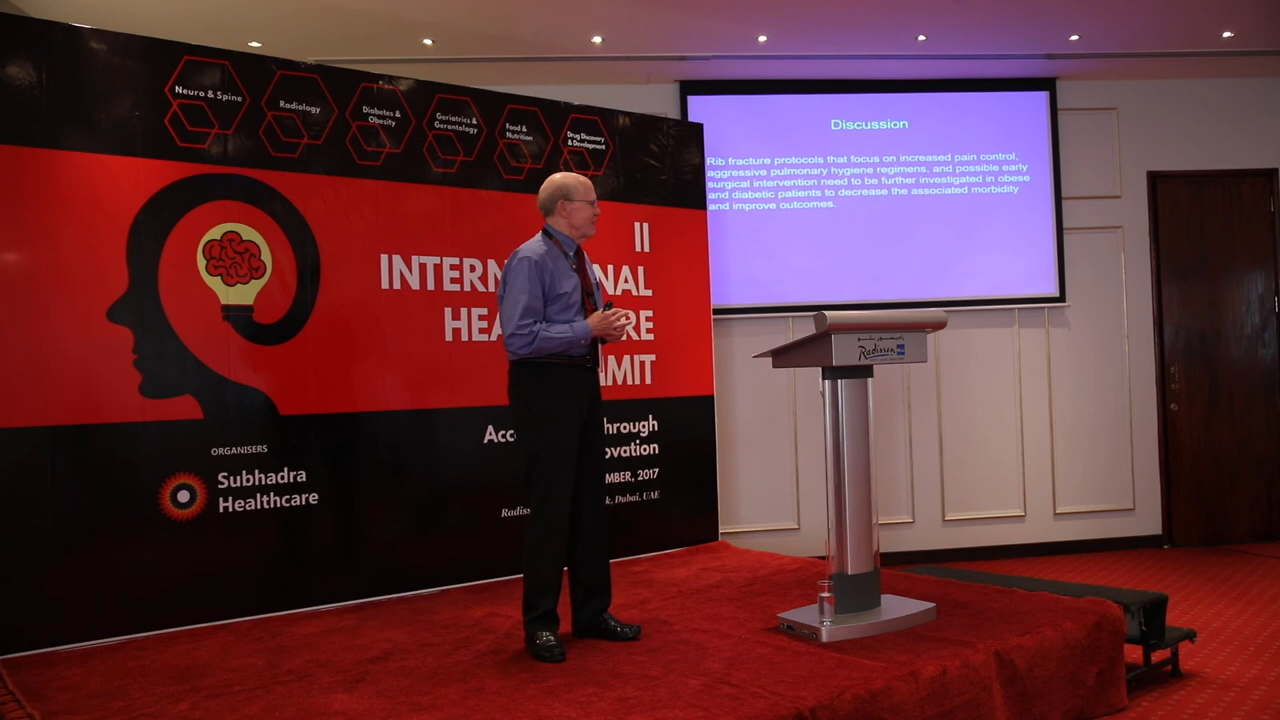 Neuro & Spine
Radiology
Diabetes &
Obesity
Geriatrics &
Gerontology
Food &
Nutrition
Drug Discovery
& Development
II
INTERN NAL
HEA RE
MIT
Acc hrough
ovation
MBER, 2017
Radiss k, Dubai, UAE
ORGANISERS
Subhadra
Healthcare
Discussion
Rib fracture protocols that focus on increased pain control,
aggressive pulmonary hygiene regimens, and possible early
surgical intervention need to be further investigated in obese
and diabetic patients to decrease the associated morbidity
and improve outcomes.
Radisson